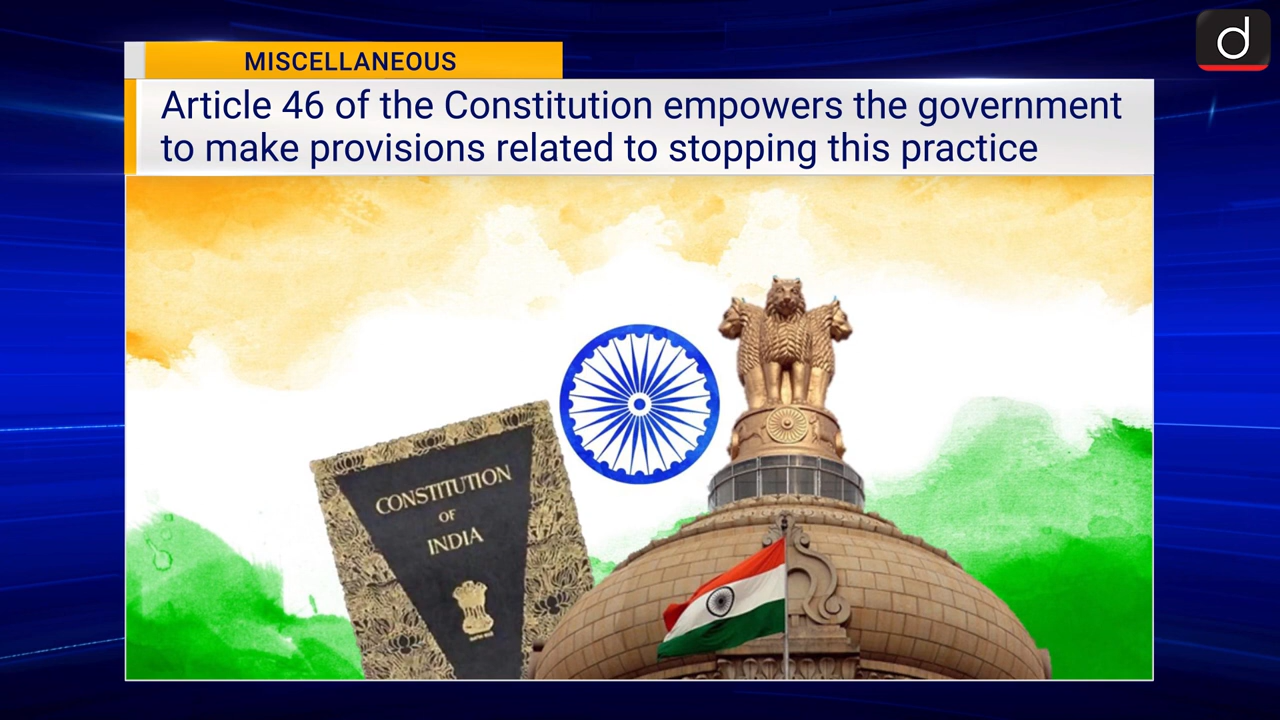 d
MISCELLANEOUS
Article 46 of the Constitution empowers the government
to make provisions related to stopping this practice
CONSTITUTION
OF
INDIA